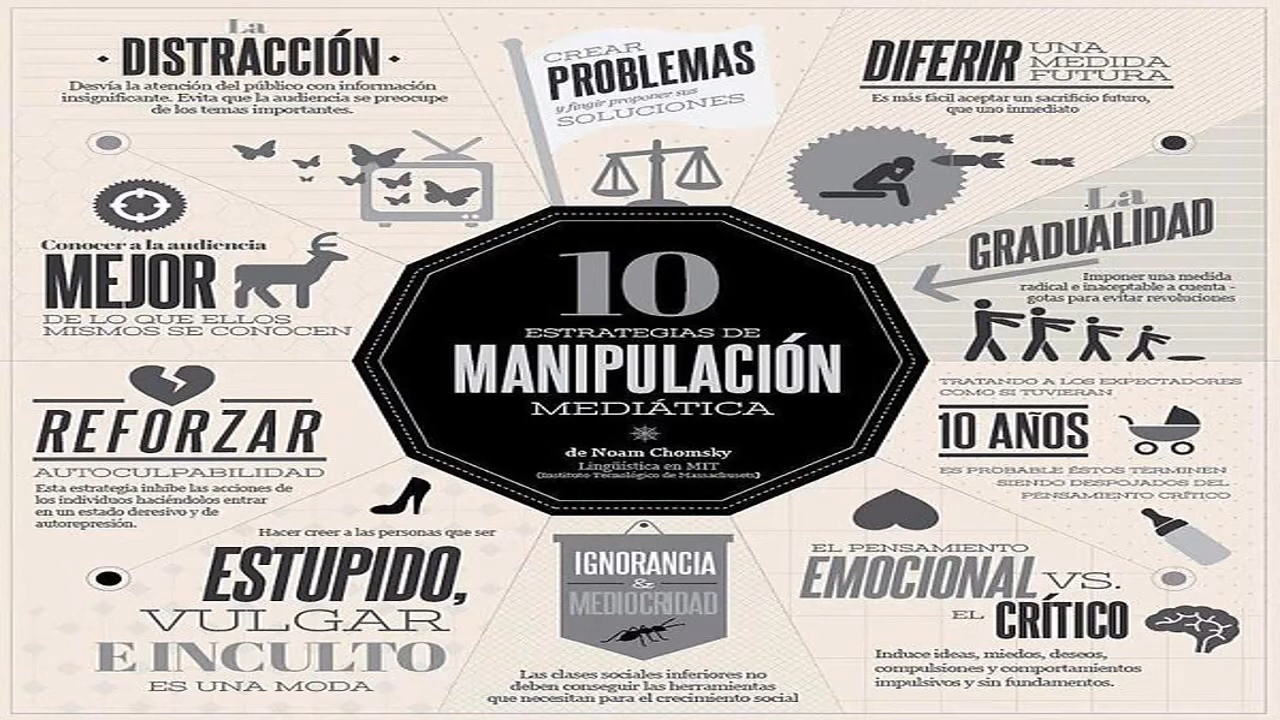 La
DISTRACCIÓN
Desvía la atención del público con información
insignificante. Evita que la audiencia se preocupe
de los temas importantes.
CREAR
PROBLEMAS
y fingir proponer sus
SOLUCIONES
DIFERIR UNA
MEDIDA
FUTURA
Es más fácil aceptar un sacrificio futuro,
que uno inmediato
La
GRADUALIDAD
Imponer una medida
radical e inaceptable a cuenta -
gotas para evitar revoluciones
TRATANDO A LOS EXPECTADORES
COMO SI TUVIERAN
10 AÑOS
ES PROBABLE ÉSTOS TERMINEN
SIENDO DESPOJADOS DEL
PENSAMIENTO CRÍTICO
EL PENSAMIENTO
EMOCIONAL VS.
EL CRÍTICO
Induce ideas, miedos, deseos,
compulsiones y comportamientos
impulsivos y sin fundamentos.
IGNORANCIA
&
MEDIOCRIDAD
Las clases sociales inferiores no
deben conseguir las herramientas
que necesitan para el crecimiento social
Hacer creer a las personas que ser
ESTUPIDO,
VULGAR
E INCULTO
ES UNA MODA
REFORZAR
AUTOCULPABILIDAD
Esta estrategia inhibe las acciones de
los individuos haciéndolos entrar
en un estado deresivo y de
autorepresión.
Conocer a la audiencia
MEJOR
DE LO QUE ELLOS
MISMOS SE CONOCEN
10
ESTRATEGIAS DE
MANIPULACIÓN
MEDIÁTICA
de Noam Chomsky
Lingüística en MIT
(Instituto Tecnológico de Massachusetts)